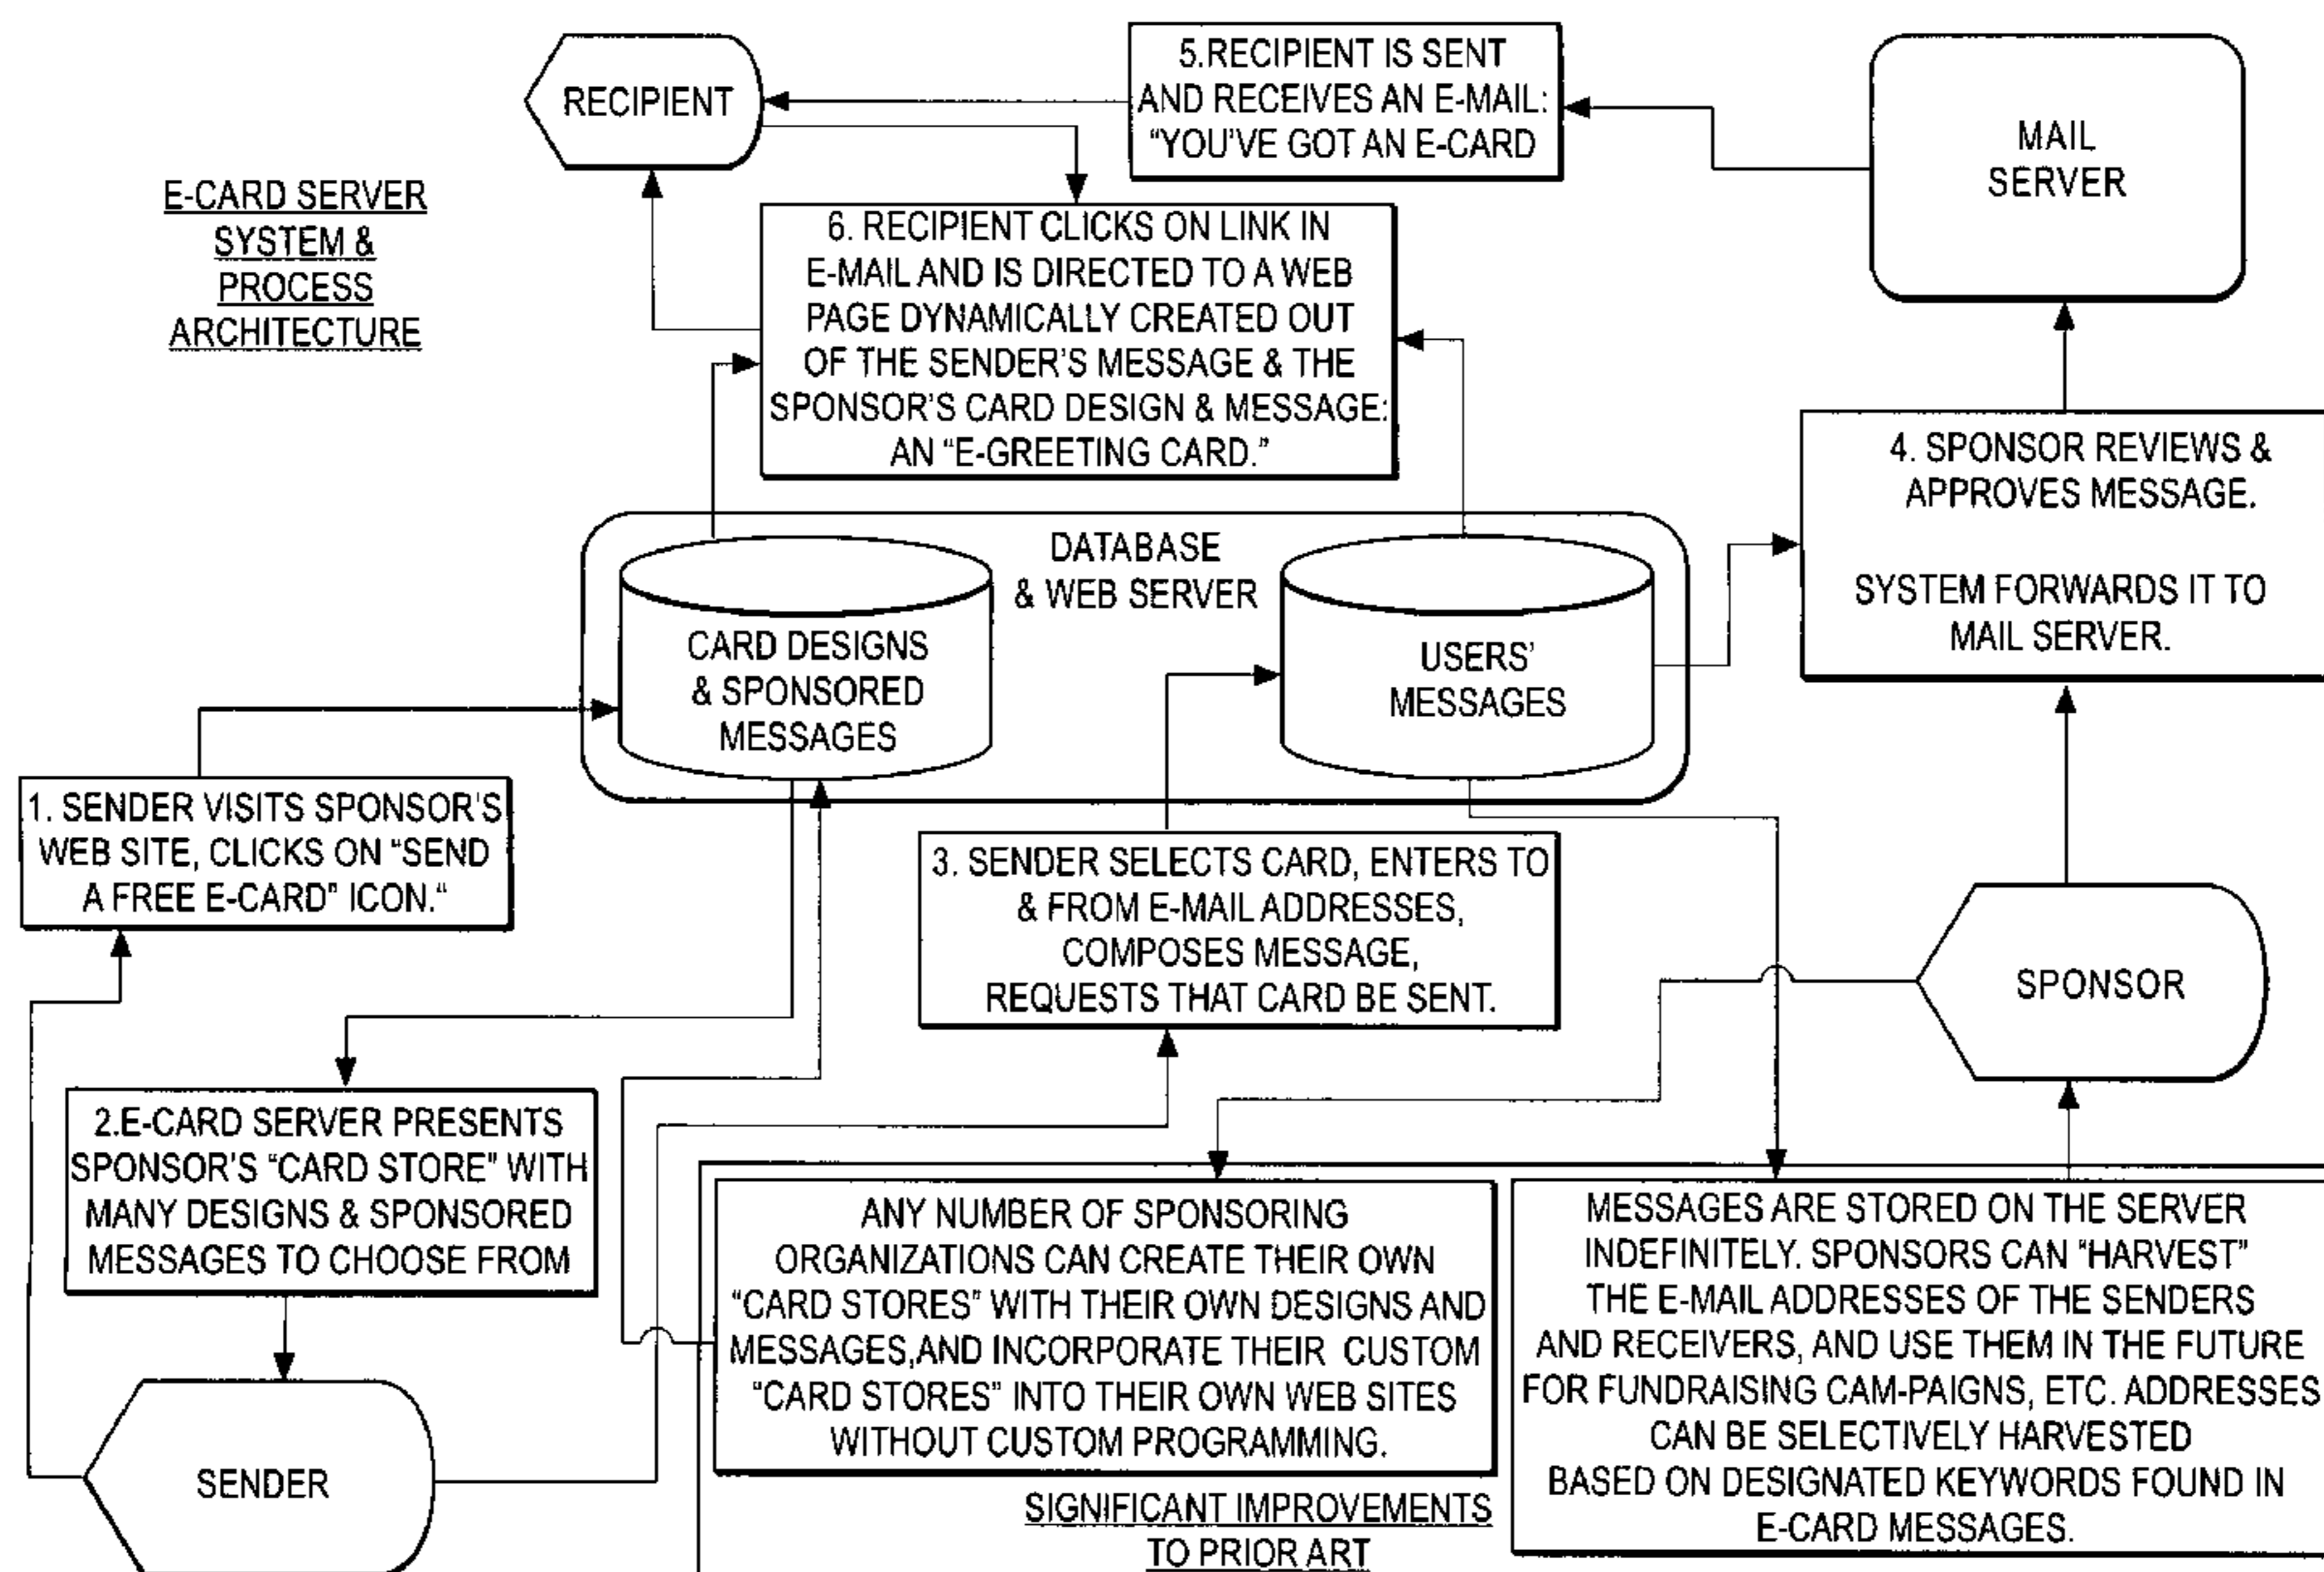 E-CARD SERVER
SYSTEM &
PROCESS
ARCHITECTURE
RECIPIENT
5.RECIPIENT IS SENT
AND RECEIVES AN E-MAIL:
"YOU'VE GOT AN E-CARD
MAIL
SERVER
6. RECIPIENT CLICKS ON LINK IN
E-MAIL AND IS DIRECTED TO A WEB
PAGE DYNAMICALLY CREATED OUT
OF THE SENDER'S MESSAGE & THE
SPONSOR'S CARD DESIGN & MESSAGE:
AN "E-GREETING CARD."
4. SPONSOR REVIEWS &
APPROVES MESSAGE.
SYSTEM FORWARDS IT TO
MAIL SERVER.
DATABASE
& WEB SERVER
CARD DESIGNS
& SPONSORED
MESSAGES
USERS'
MESSAGES
1. SENDER VISITS SPONSOR'S
WEB SITE, CLICKS ON "SEND
A FREE E-CARD" ICON."
3. SENDER SELECTS CARD, ENTERS TO
& FROM E-MAIL ADDRESSES,
COMPOSES MESSAGE,
REQUESTS THAT CARD BE SENT.
SPONSOR
2.E-CARD SERVER PRESENTS
SPONSOR'S "CARD STORE" WITH
MANY DESIGNS & SPONSORED
MESSAGES TO CHOOSE FROM
ANY NUMBER OF SPONSORING
ORGANIZATIONS CAN CREATE THEIR OWN
"CARD STORES" WITH THEIR OWN DESIGNS AND
MESSAGES,AND INCORPORATE THEIR CUSTOM
"CARD STORES" INTO THEIR OWN WEB SITES
WITHOUT CUSTOM PROGRAMMING.
MESSAGES ARE STORED ON THE SERVER
INDEFINITELY. SPONSORS CAN "HARVEST"
THE E-MAIL ADDRESSES OF THE SENDERS
AND RECEIVERS, AND USE THEM IN THE FUTURE
FOR FUNDRAISING CAM-PAIGNS, ETC. ADDRESSES
CAN BE SELECTIVELY HARVESTED
BASED ON DESIGNATED KEYWORDS FOUND IN
E-CARD MESSAGES.
SENDER
SIGNIFICANT IMPROVEMENTS
TO PRIOR ART